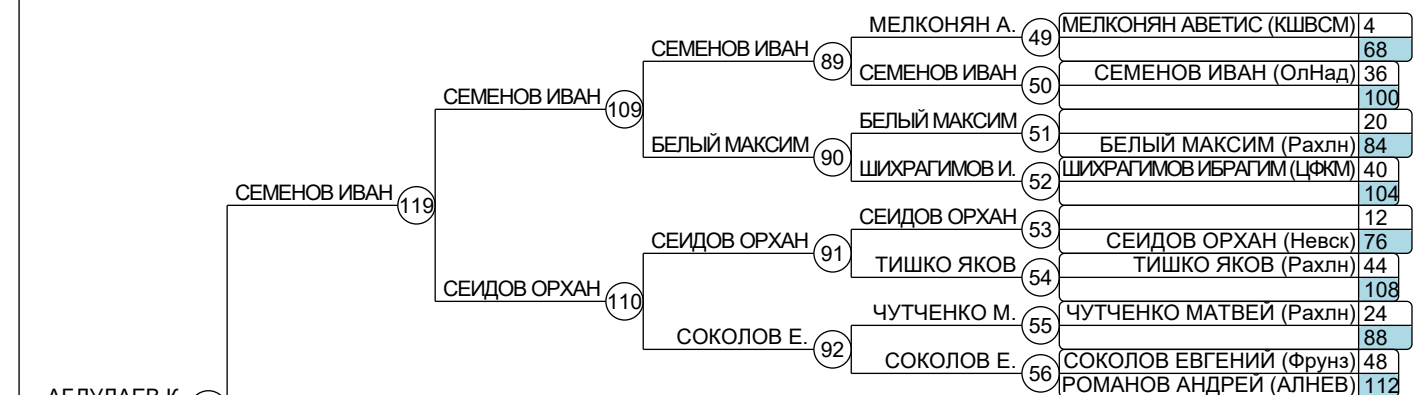 МЕЛКОНЯН А. 49 МЕЛКОНЯН АВЕТИС (КШВСМ) 4
СЕМЕНОВ ИВАН 89 68
СЕМЕНОВ ИВАН 50 СЕМЕНОВ ИВАН (ОлНад) 36
СЕМЕНОВ ИВАН 109 100
БЕЛЫЙ МАКСИМ 51 20
БЕЛЫЙ МАКСИМ 90 БЕЛЫЙ МАКСИМ (Рахлн) 84
ШИХРАГИМОВ И. 52 ШИХРАГИМОВ ИБРАГИМ (ЦФКМ) 40
СЕМЕНОВ ИВАН 119 104
СЕИДОВ ОРХАН 53 12
СЕИДОВ ОРХАН 91 СЕИДОВ ОРХАН (Невск) 76
ТИШКО ЯКОВ 54 ТИШКО ЯКОВ (Рахлн) 44
СЕИДОВ ОРХАН 110 108
ЧУТЧЕНКО М. 55 ЧУТЧЕНКО МАТВЕЙ (Рахлн) 24
СОКОЛОВ Е. 92 88
СОКОЛОВ Е. 56 СОКОЛОВ ЕВГЕНИЙ (Фрунз) 48
РОМАНОВ АНДРЕЙ (АЛНЕВ) 112